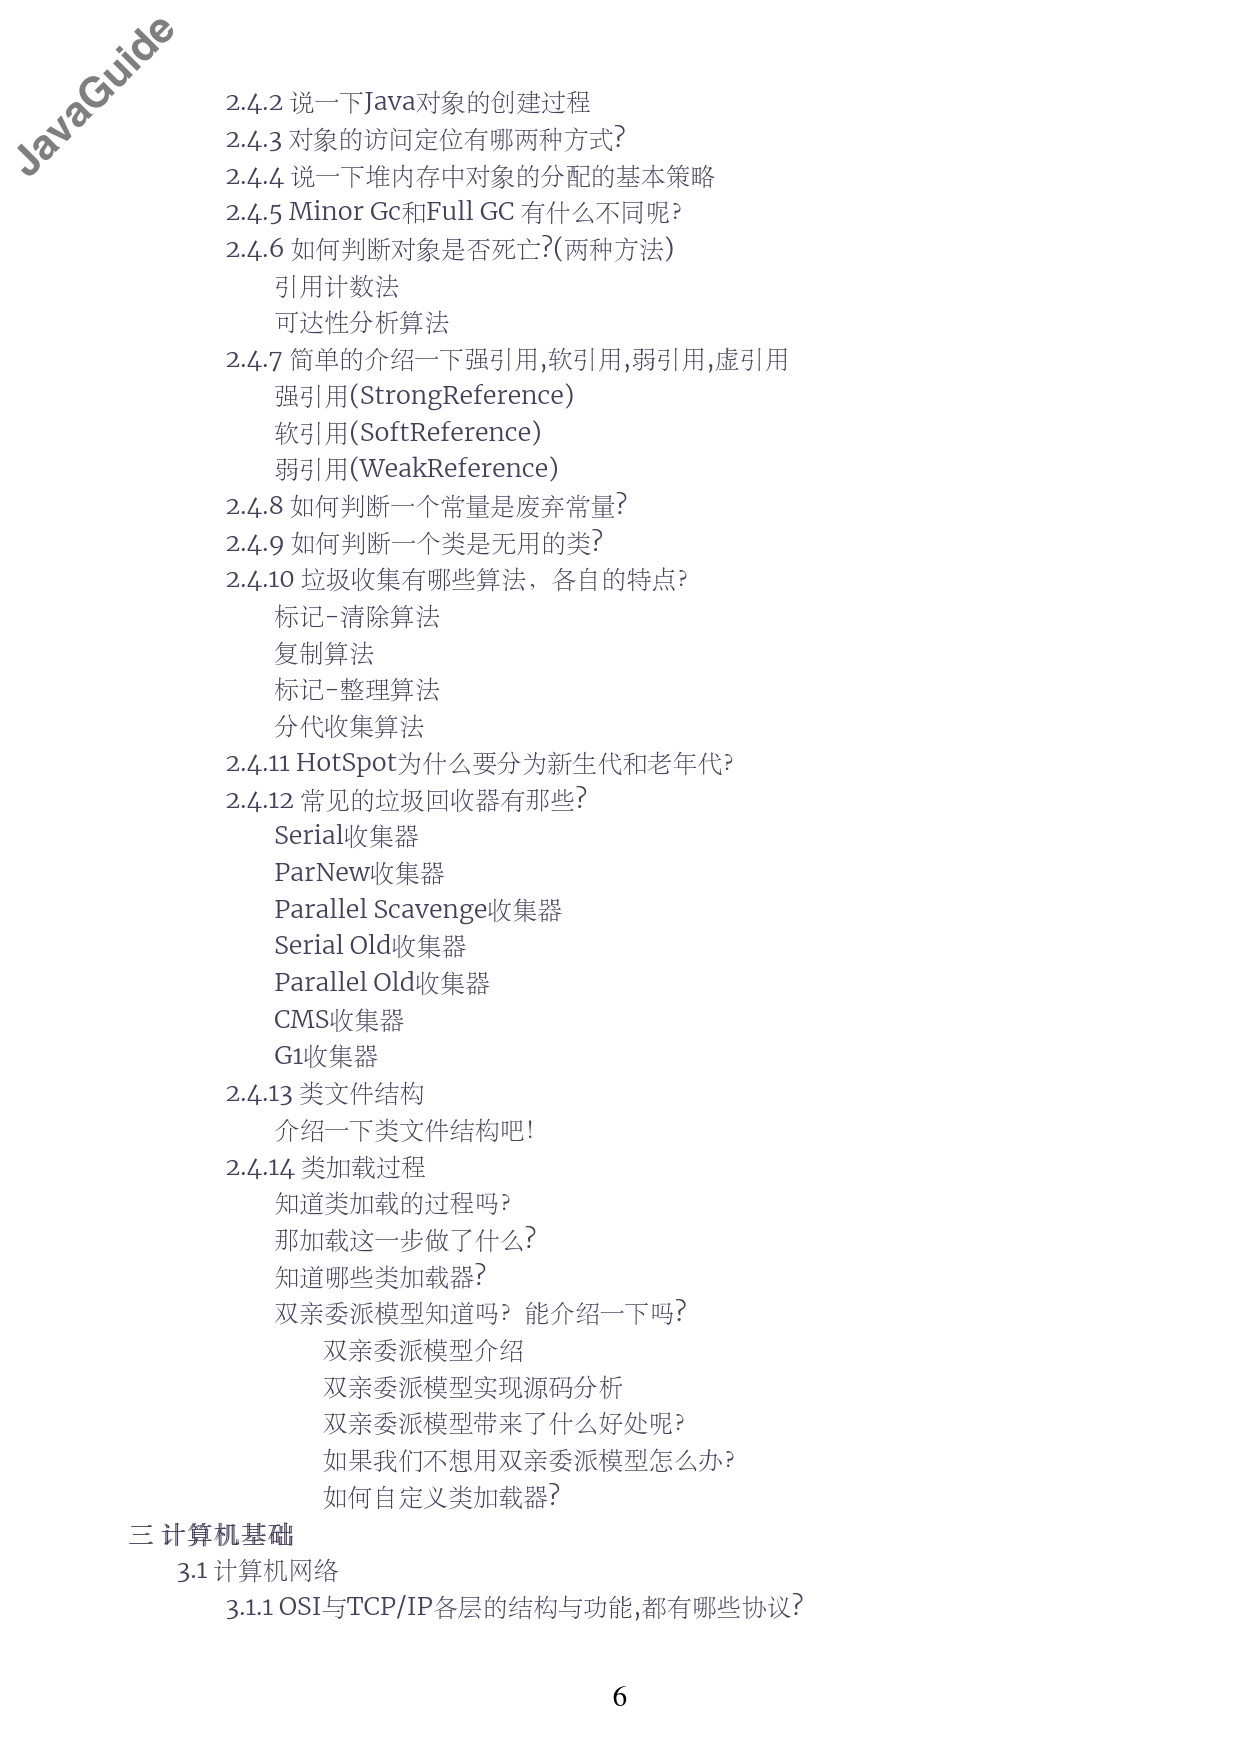 JavaGuide
2.4.2 说一下Java对象的创建过程
2.4.3 对象的访问定位有哪两种方式?
2.4.4 说一下堆内存中对象的分配的基本策略
2.4.5 Minor Gc和Full GC 有什么不同呢?
2.4.6 如何判断对象是否死亡?(两种方法)
引用计数法
可达性分析算法
2.4.7 简单的介绍一下强引用,软引用,弱引用,虚引用
强引用(StrongReference)
软引用(SoftReference)
弱引用(WeakReference)
2.4.8 如何判断一个常量是废弃常量?
2.4.9 如何判断一个类是无用的类?
2.4.10 垃圾收集有哪些算法，各自的特点?
标记-清除算法
复制算法
标记-整理算法
分代收集算法
2.4.11 HotSpot为什么要分为新生代和老年代?
2.4.12 常见的垃圾回收器有那些?
Serial收集器
ParNew收集器
Parallel Scavenge收集器
Serial Old收集器
Parallel Old收集器
CMS收集器
G1收集器
2.4.13 类文件结构
介绍一下类文件结构吧!
2.4.14 类加载过程
知道类加载的过程吗?
那加载这一步做了什么?
知道哪些类加载器?
双亲委派模型知道吗？能介绍一下吗?
双亲委派模型介绍
双亲委派模型实现源码分析
双亲委派模型带来了什么好处呢?
如果我们不想用双亲委派模型怎么办?
如何自定义类加载器?
三 计算机基础
3.1 计算机网络
3.1.1 OSI与TCP/IP各层的结构与功能,都有哪些协议?
6